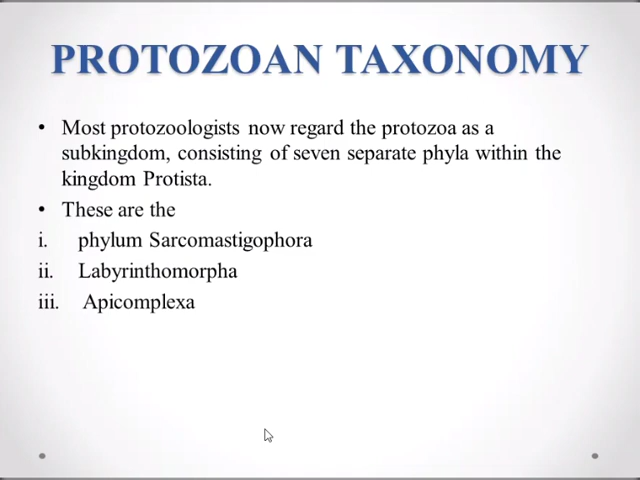 PROTOZOAN TAXONOMY
• Most protozoologists now regard the protozoa as a
subkingdom, consisting of seven separate phyla within the
kingdom Protista.
• These are the
i. phylum Sarcomastigophora
ii. Labyrinthomorpha
iii. Apicomplexa